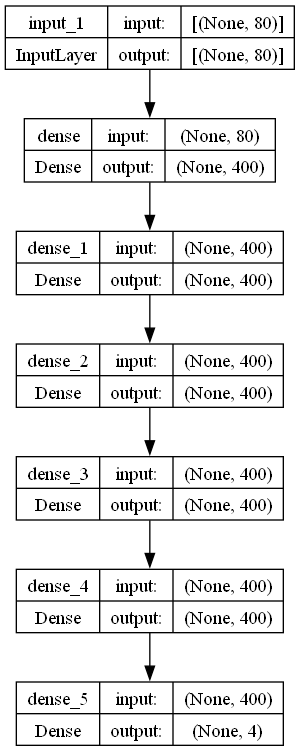 input_1 input: [(None, 80)]
InputLayer output: [(None, 80)]
dense input: (None, 80)
Dense output: (None, 400)
dense_1 input: (None, 400)
Dense output: (None, 400)
dense_2 input: (None, 400)
Dense output: (None, 400)
dense_3 input: (None, 400)
Dense output: (None, 400)
dense_4 input: (None, 400)
Dense output: (None, 400)
dense_5 input: (None, 400)
Dense output: (None, 4)